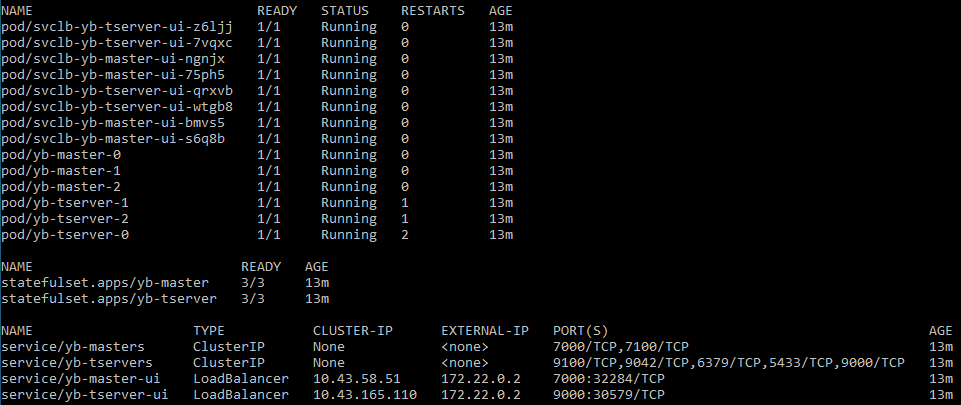 NAME READY STATUS RESTARTS AGE
pod/svclb-yb-tserver-ui-z6ljj 1/1 Running 0 13m
pod/svclb-yb-tserver-ui-7vqxc 1/1 Running 0 13m
pod/svclb-yb-master-ui-ngnjx 1/1 Running 0 13m
pod/svclb-yb-master-ui-75ph5 1/1 Running 0 13m
pod/svclb-yb-tserver-ui-qrxvb 1/1 Running 0 13m
pod/svclb-yb-tserver-ui-wtgb8 1/1 Running 0 13m
pod/svclb-yb-master-ui-bmvs5 1/1 Running 0 13m
pod/svclb-yb-master-ui-s6q8b 1/1 Running 0 13m
pod/yb-master-0 1/1 Running 0 13m
pod/yb-master-1 1/1 Running 0 13m
pod/yb-master-2 1/1 Running 0 13m
pod/yb-tserver-1 1/1 Running 1 13m
pod/yb-tserver-2 1/1 Running 1 13m
pod/yb-tserver-0 1/1 Running 2 13m
NAME READY AGE
statefulset.apps/yb-master 3/3 13m
statefulset.apps/yb-tserver 3/3 13m
NAME TYPE CLUSTER-IP EXTERNAL-IP PORT(S) AGE
service/yb-masters ClusterIP None <none> 7000/TCP,7100/TCP 13m
service/yb-tservers ClusterIP None <none> 9100/TCP,9042/TCP,6379/TCP,5433/TCP,9000/TCP 13m
service/yb-master-ui LoadBalancer 10.43.58.51 172.22.0.2 7000:32284/TCP 13m
service/yb-tserver-ui LoadBalancer 10.43.165.110 172.22.0.2 9000:30579/TCP 13m